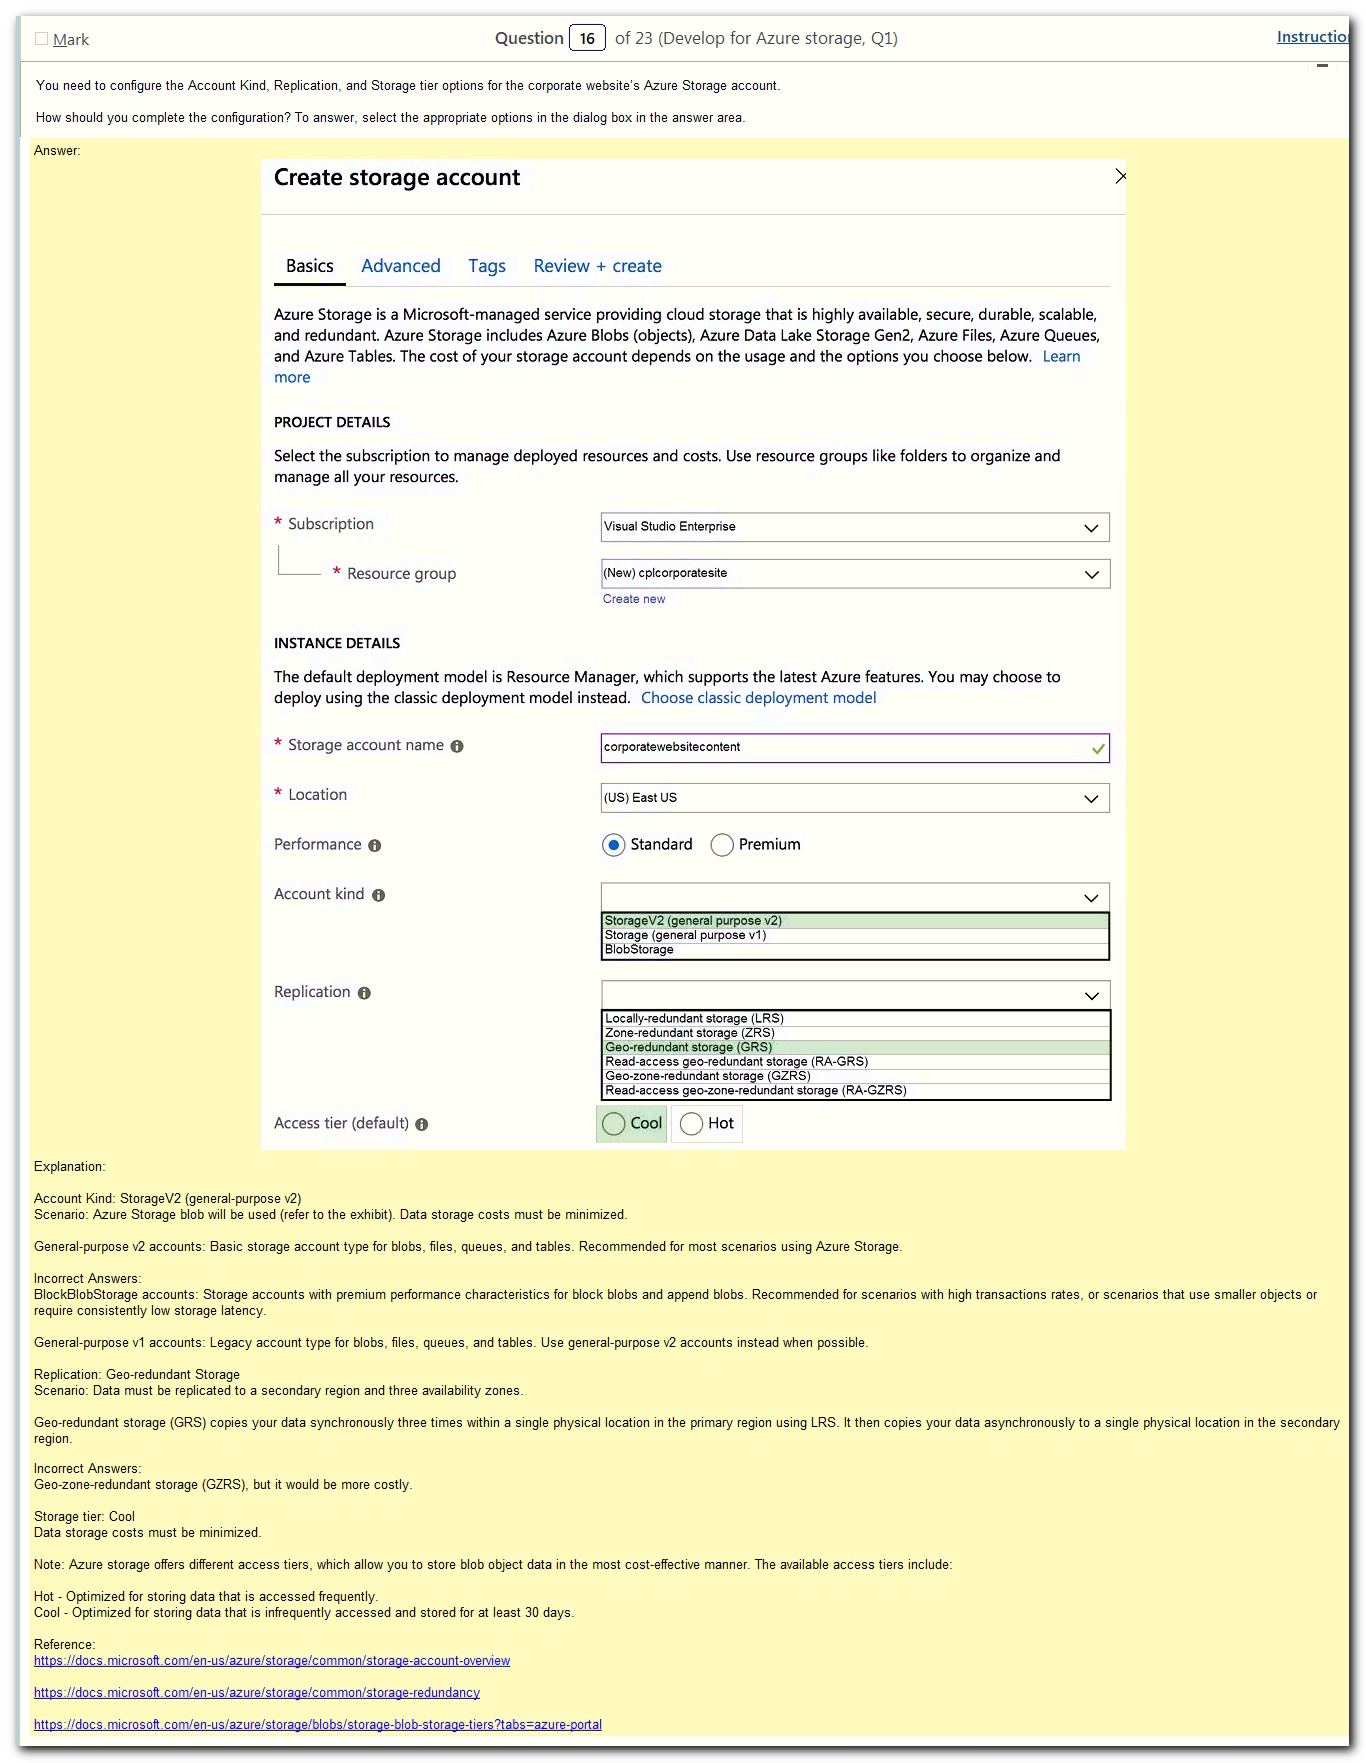 Mark
Question 16 of 23 (Develop for Azure storage, Q1)
Instructio
You need to configure the Account Kind, Replication, and Storage tier options for the corporate website's Azure Storage account.
How should you complete the configuration? To answer, select the appropriate options in the dialog box in the answer area.
Answer:
Create storage account
Basics Advanced Tags Review + create
Azure Storage is a Microsoft-managed service providing cloud storage that is highly available, secure, durable, scalable,
and redundant. Azure Storage includes Azure Blobs (objects), Azure Data Lake Storage Gen2, Azure Files, Azure Queues,
and Azure Tables. The cost of your storage account depends on the usage and the options you choose below. Learn
more
PROJECT DETAILS
Select the subscription to manage deployed resources and costs. Use resource groups like folders to organize and
manage all your resources.
* Subscription
Visual Studio Enterprise
* Resource group
(New) cplcorporatesite
Create new
INSTANCE DETAILS
The default deployment model is Resource Manager, which supports the latest Azure features. You may choose to
deploy using the classic deployment model instead. Choose classic deployment model
* Storage account name
corporatewebsitecontent
* Location
(US) East US
Performance
Standard Premium
Account kind
StorageV2 (general purpose v2)
Storage (general purpose v1)
BlobStorage
Replication
Locally-redundant storage (LRS)
Zone-redundant storage (ZRS)
Geo-redundant storage (GRS)
Read-access geo-redundant storage (RA-GRS)
Geo-zone-redundant storage (GZRS)
Read-access geo-zone-redundant storage (RA-GZRS)
Access tier (default)
Cool Hot
Explanation:
Account Kind: StorageV2 (general-purpose v2)
Scenario: Azure Storage blob will be used (refer to the exhibit). Data storage costs must be minimized.
General-purpose v2 accounts: Basic storage account type for blobs, files, queues, and tables. Recommended for most scenarios using Azure Storage.
Incorrect Answers:
BlockBlobStorage accounts: Storage accounts with premium performance characteristics for block blobs and append blobs. Recommended for scenarios with high transactions rates, or scenarios that use smaller objects or
require consistently low storage latency.
General-purpose v1 accounts: Legacy account type for blobs, files, queues, and tables. Use general-purpose v2 accounts instead when possible.
Replication: Geo-redundant Storage
Scenario: Data must be replicated to a secondary region and three availability zones.
Geo-redundant storage (GRS) copies your data synchronously three times within a single physical location in the primary region using LRS. It then copies your data asynchronously to a single physical location in the secondary
region.
Incorrect Answers:
Geo-zone-redundant storage (GZRS), but it would be more costly.
Storage tier: Cool
Data storage costs must be minimized.
Note: Azure storage offers different access tiers, which allow you to store blob object data in the most cost-effective manner. The available access tiers include:
Hot - Optimized for storing data that is accessed frequently.
Cool - Optimized for storing data that is infrequently accessed and stored for at least 30 days.
Reference:
https://docs.microsoft.com/en-us/azure/storage/common/storage-account-overview
https://docs.microsoft.com/en-us/azure/storage/common/storage-redundancy
https://docs.microsoft.com/en-us/azure/storage/blobs/storage-blob-storage-tiers?tabs=azure-portal